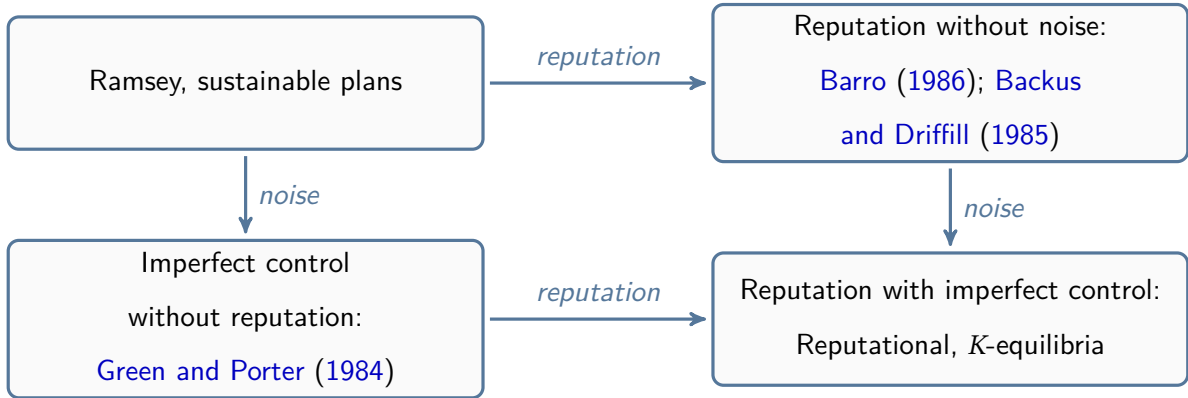 Ramsey, sustainable plans
reputation
Reputation without noise:
Barro (1986); Backus
and Driffill (1985)
noise
noise
Imperfect control
without reputation:
Green and Porter (1984)
reputation
Reputation with imperfect control:
Reputational, K-equilibria